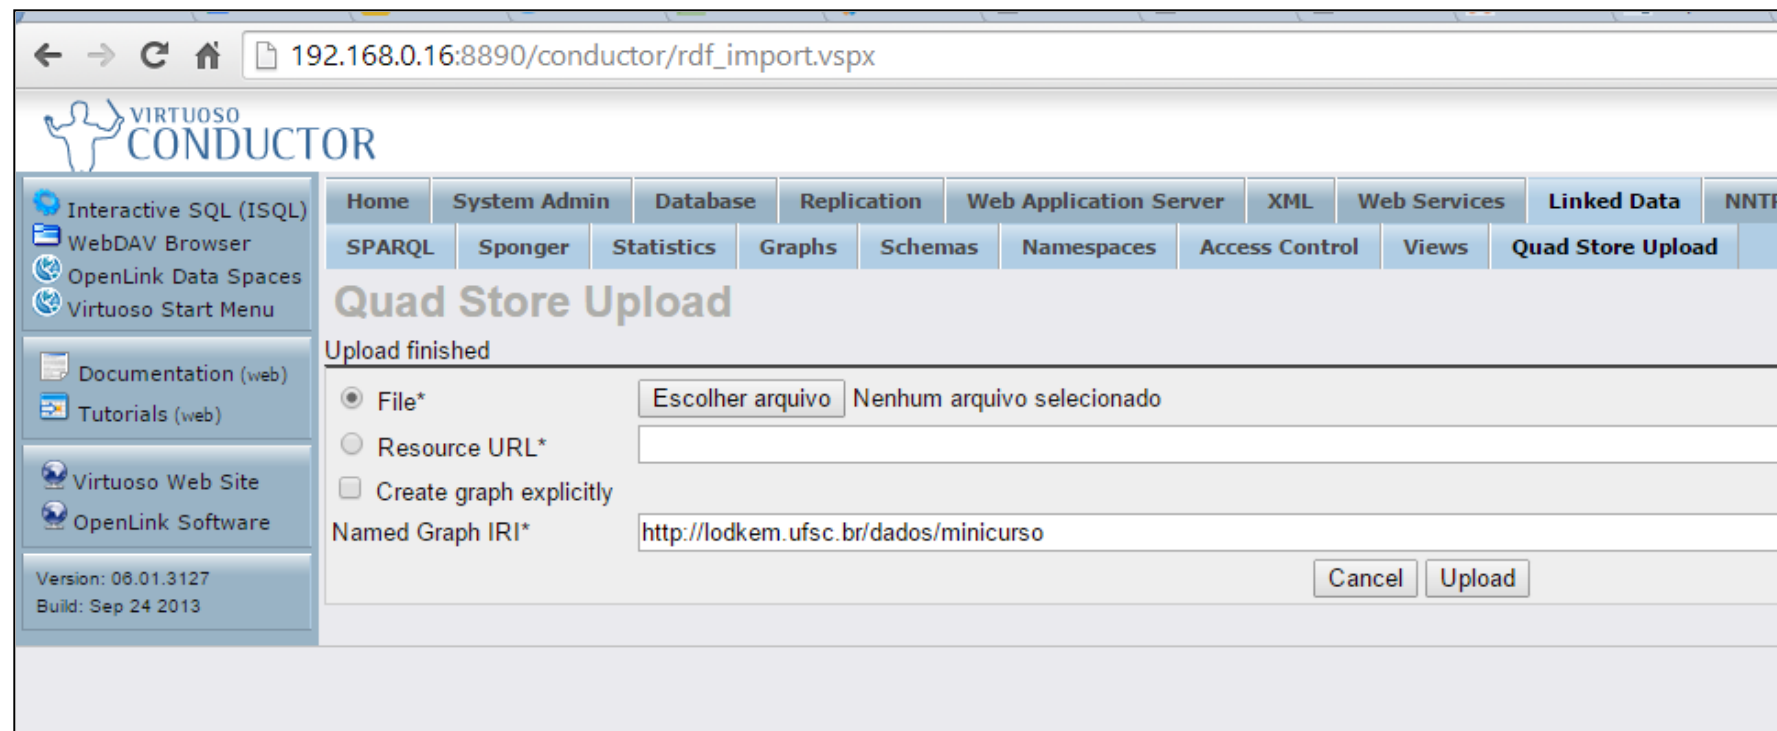 192.168.0.16:8890/conductor/rdf_import.vspx
VIRTUOSO
CONDUCTOR
Interactive SQL (ISQL)
WebDAV Browser
OpenLink Data Spaces
Virtuoso Start Menu
Documentation (web)
Tutorials (web)
Virtuoso Web Site
OpenLink Software
Version: 06.01.3127
Build: Sep 24 2013
Home System Admin Database Replication Web Application Server XML Web Services Linked Data NNTP
SPARQL Sponger Statistics Graphs Schemas Namespaces Access Control Views Quad Store Upload
Quad Store Upload
Upload finished
File* Escolher arquivo Nenhum arquivo selecionado
Resource URL*
Create graph explicitly
Named Graph IRI* http://lodkem.ufsc.br/dados/minicurso
Cancel Upload